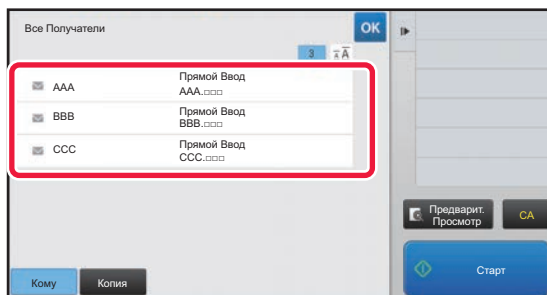 Все Получатели
OK
3
AAA Прямой Ввод
AAA.□□□
BBB Прямой Ввод
BBB.□□□
CCC Прямой Ввод
CCC.□□□
Предварит.
Просмотр
CA
Кому
Копия
Старт